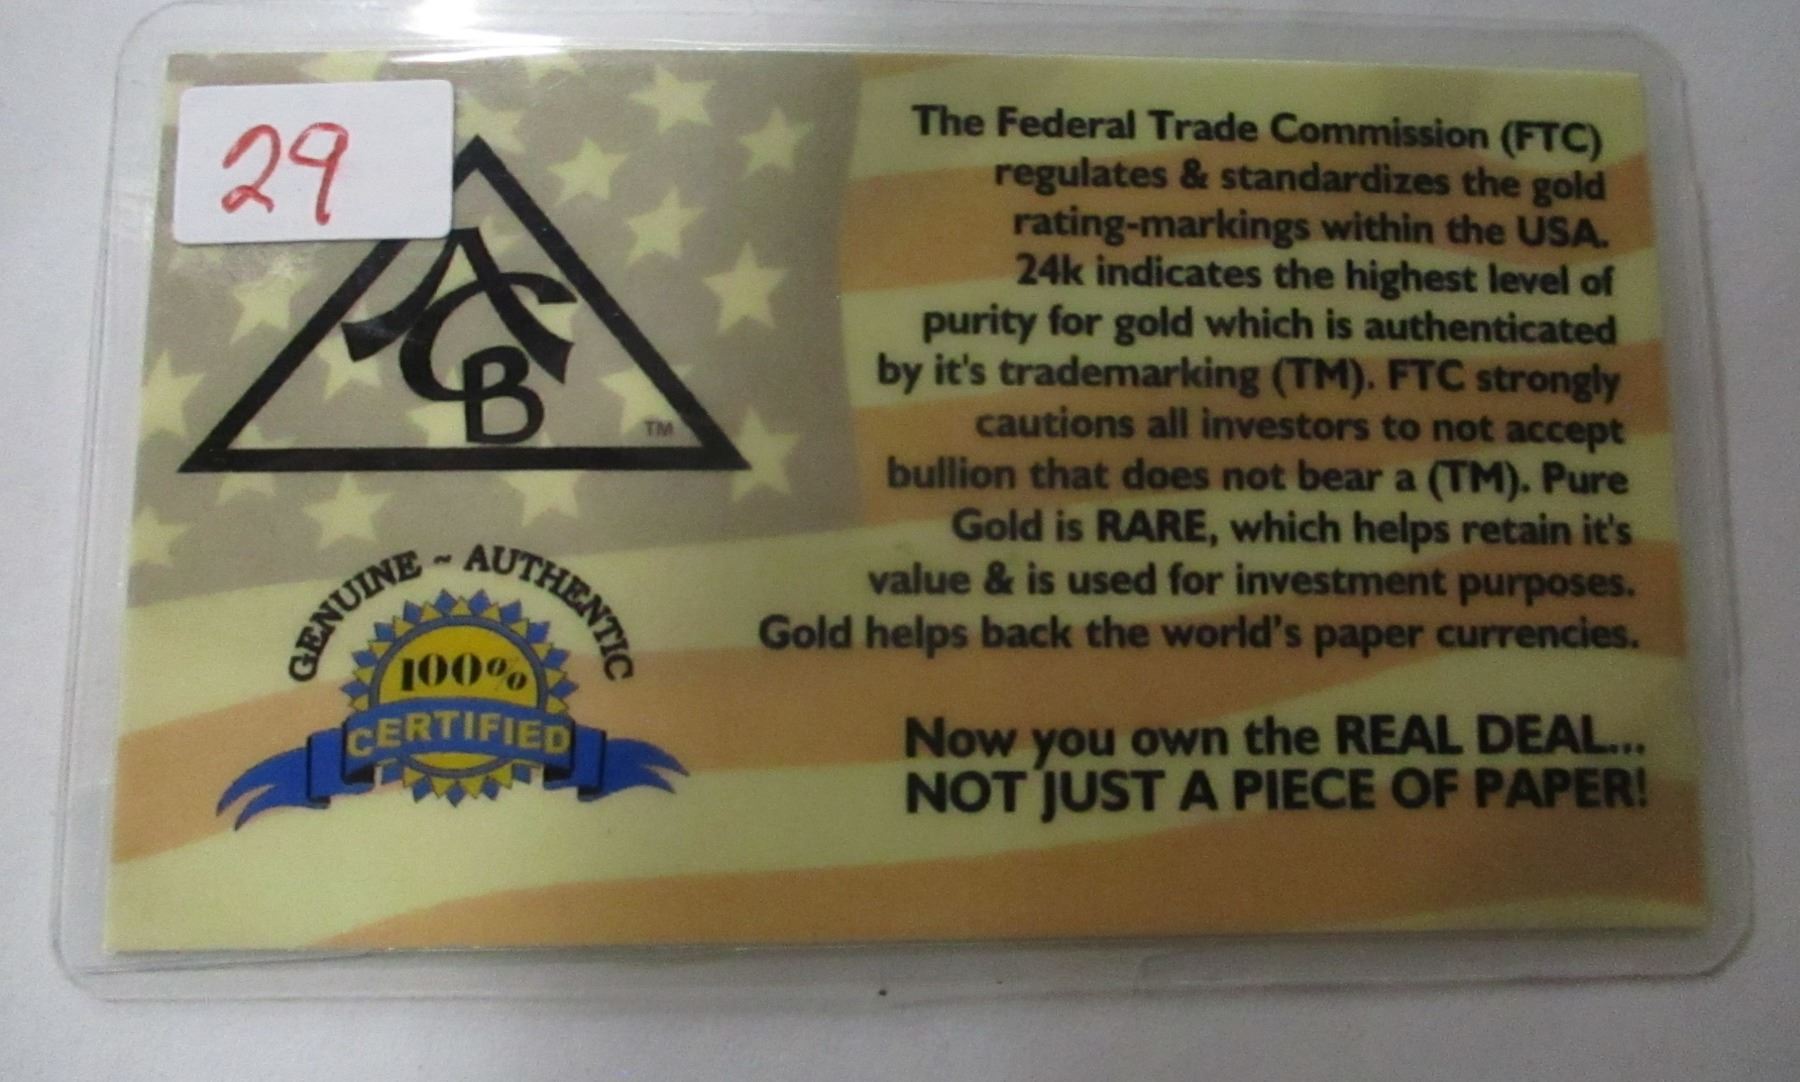 29
ACB
TM
GENUINE ~ AUTHENTIC
100%
CERTIFIED
The Federal Trade Commission (FTC)
regulates & standardizes the gold
rating-markings within the USA.
24k indicates the highest level of
purity for gold which is authenticated
by it's trademarking (TM). FTC strongly
cautions all investors to not accept
bullion that does not bear a (TM). Pure
Gold is RARE, which helps retain it's
value & is used for investment purposes.
Gold helps back the world's paper currencies.
Now you own the REAL DEAL...
NOT JUST A PIECE OF PAPER!